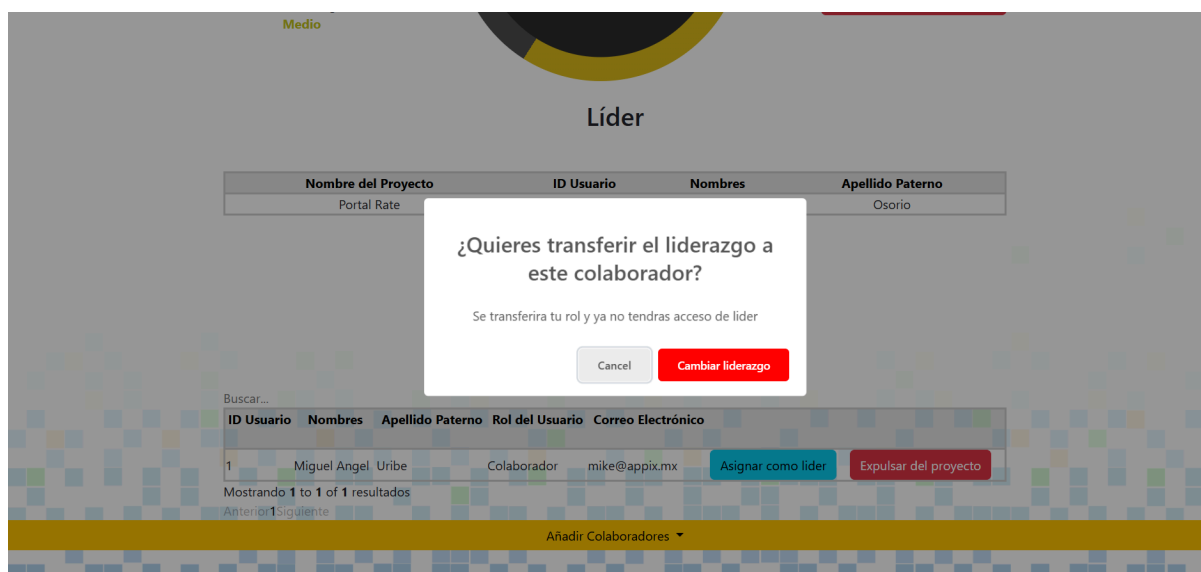 Medio
Líder
Nombre del Proyecto ID Usuario Nombres Apellido Paterno
Portal Rate Osorio
¿Quieres transferir el liderazgo a
este colaborador?
Se transferira tu rol y ya no tendras acceso de lider
Cancel Cambiar liderazgo
Buscar...
ID Usuario Nombres Apellido Paterno Rol del Usuario Correo Electrónico
1 Miguel Angel Uribe Colaborador mike@appix.mx Asignar como lider Expulsar del proyecto
Mostrando 1 to 1 of 1 resultados
Anterior1Siguiente
Añadir Colaboradores